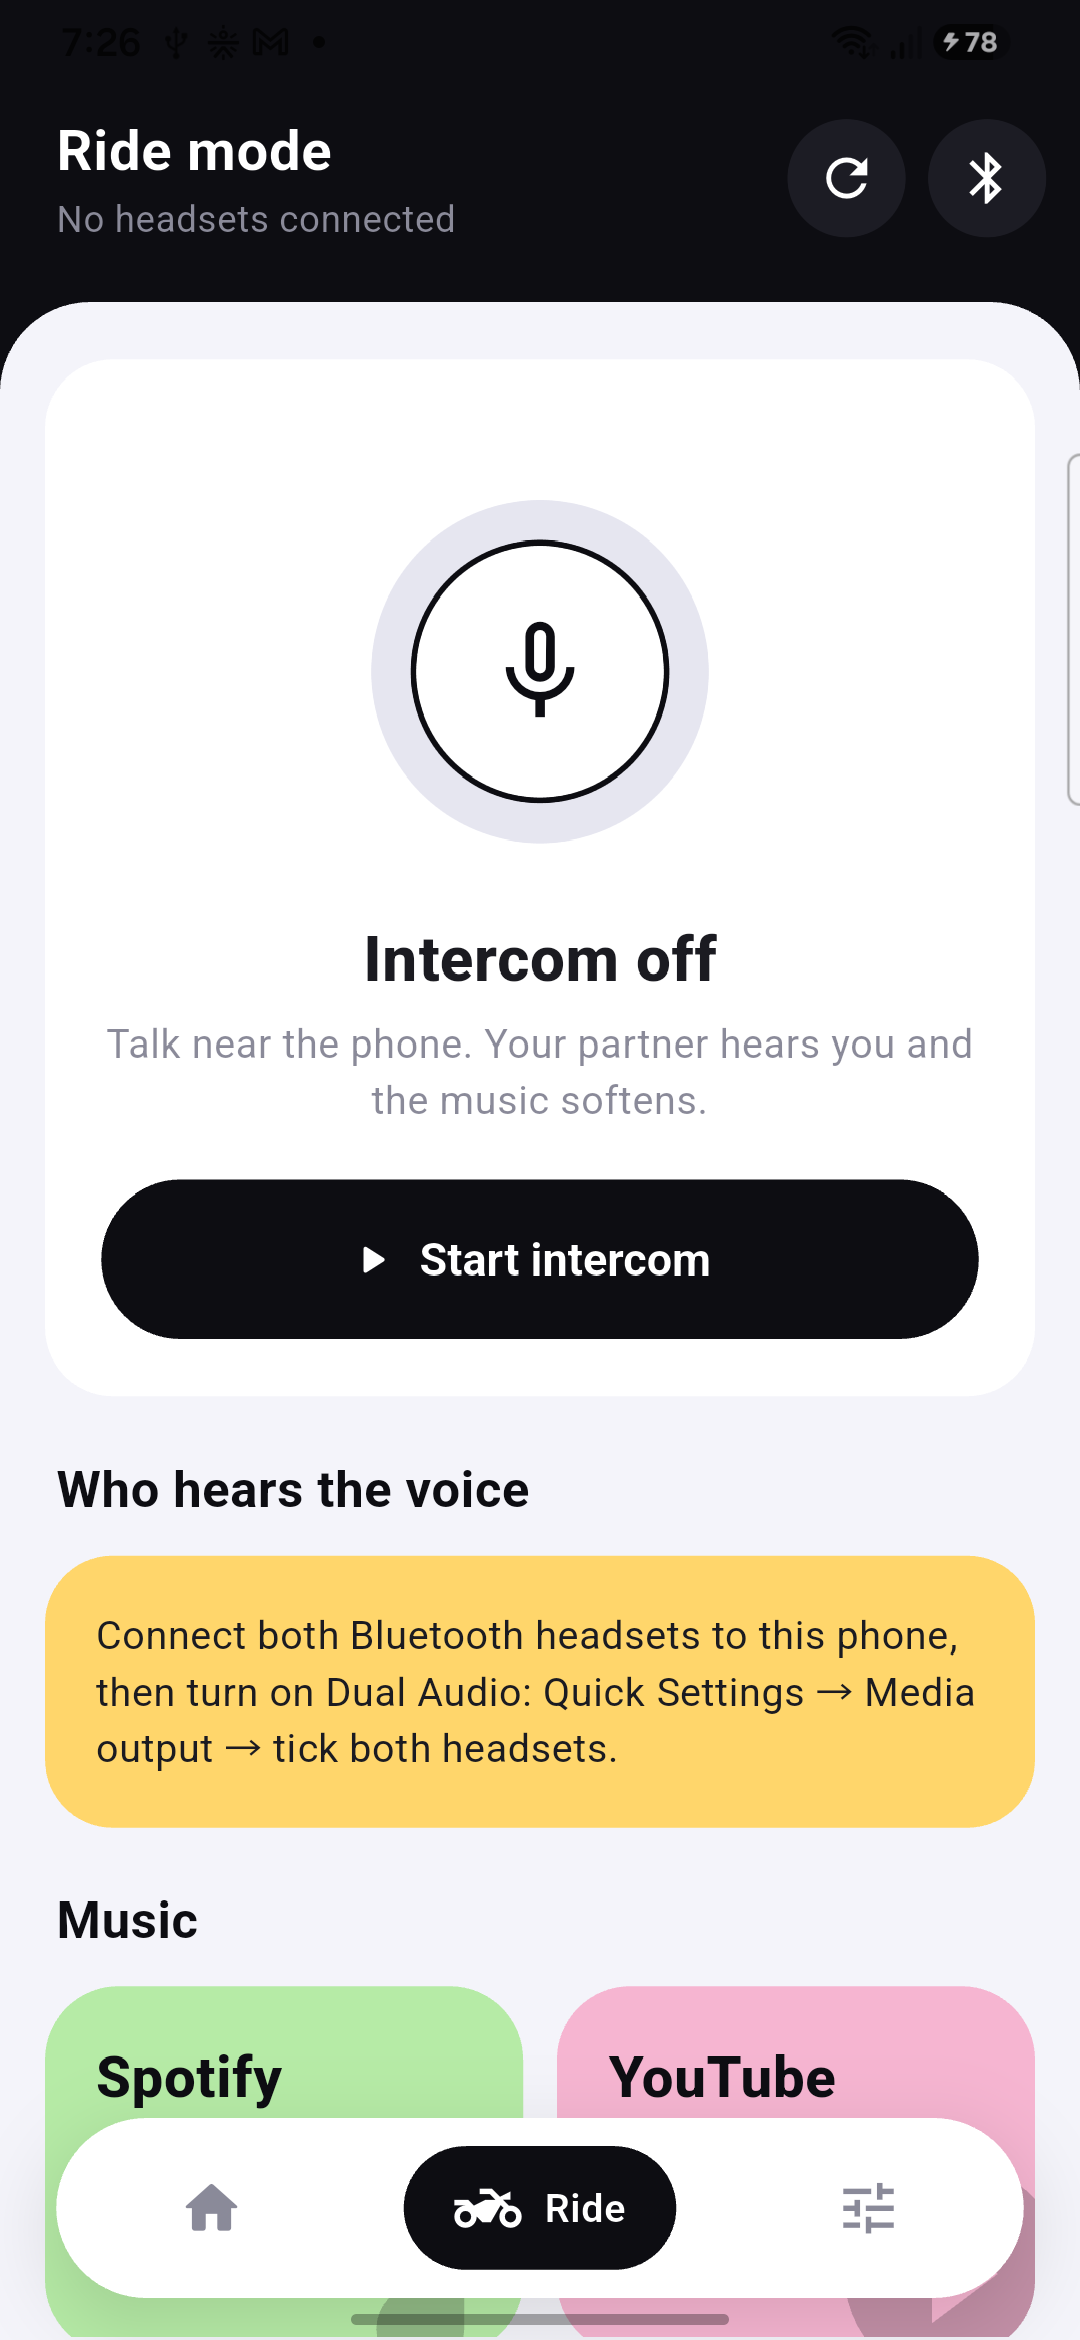 7:26
78
Ride mode
No headsets connected
Intercom off
Talk near the phone. Your partner hears you and
the music softens.
Start intercom
Who hears the voice
Connect both Bluetooth headsets to this phone,
then turn on Dual Audio: Quick Settings → Media
output → tick both headsets.
Music
Spotify
YouTube
Ride